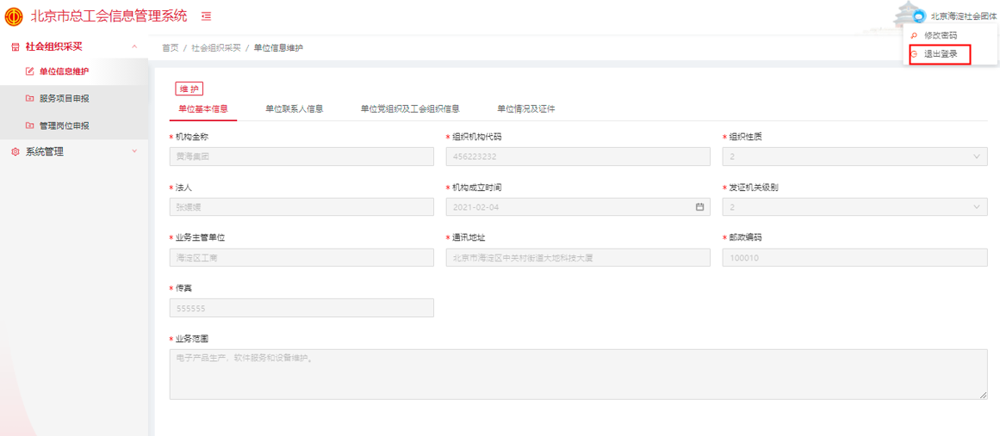 北京市总工会信息管理系统
北京海淀社会团体
修改密码
退出登录
社会组织采买
单位信息维护
服务项目申报
管理岗位申报
系统管理
首页 / 社会组织采买 / 单位信息维护
维 护
单位基本信息 单位联系人信息 单位党组织及工会组织信息 单位情况及证件
* 机构全称 * 组织机构代码 * 组织性质
黄海集团 456223232 2
* 法人 * 机构成立时间 * 发证机关级别
张媛媛 2021-02-04 2
* 业务主管单位 * 通讯地址 * 邮政编码
海淀区工商 北京市海淀区中关村街道大地科技大厦 100010
* 传真
555555
* 业务范围
电子产品生产，软件服务和设备维护。